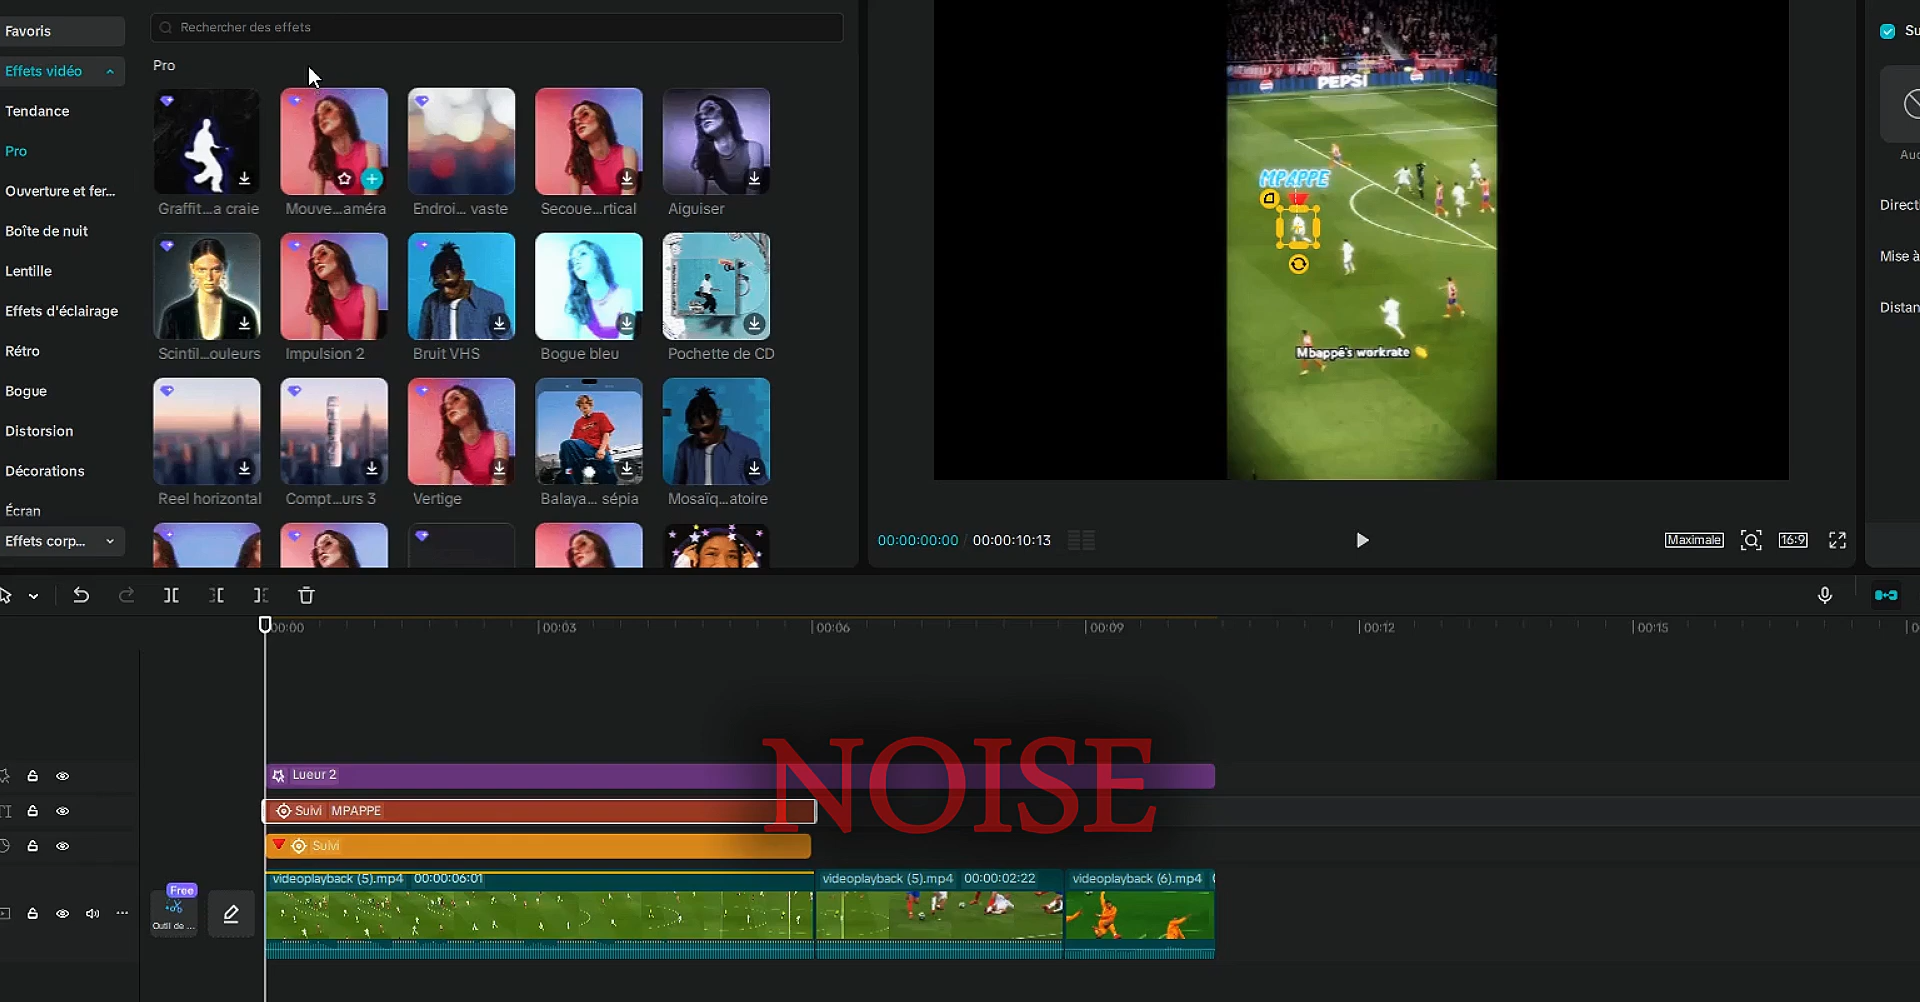 Favoris
Rechercher des effets
Effets vidéo
Pro
Tendance
Pro
Ouverture et fer...
Boîte de nuit
Lentille
Effets d'éclairage
Rétro
Bogue
Distorsion
Décorations
Écran
Effets corp...
Graffit...a craie
Mouve...améra
Endroi... vaste
Secoue...rtical
Aiguiser
Scintil...ouleurs
Impulsion 2
Bruit VHS
Bogue bleu
Pochette de CD
Reel horizontal
Compt...urs 3
Vertige
Balaya... sépia
Mosaïq...atoire
PEPSI
MPAPPE
Mbappé's workrate
00:00:00:00 / 00:00:10:13
Maximale
16:9
Su
Auc
Directi
Mise à
Distan
00:00
00:03
00:06
00:09
00:12
00:15
0
NOISE
Lueur 2
Suivi MPAPPE
Suivi
videoplayback (5).mp4 00:00:06:01
videoplayback (5).mp4 00:00:02:22
videoplayback (6).mp4
Free
Outil de ...